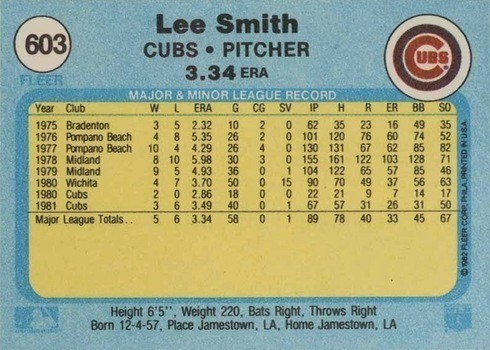 603
FLEER
Lee Smith
CUBS • PITCHER
3.34 ERA
CUBS
MAJOR & MINOR LEAGUE RECORD
Year Club W L ERA G CG SV IP H R ER BB SO
1975 Bradenton 3 5 2.32 10 2 0 62 35 23 16 49 35
1976 Pompano Beach 4 8 5.35 26 2 0 101 120 76 60 74 52
1977 Pompano Beach 10 4 4.29 26 4 0 130 131 67 62 85 82
1978 Midland 8 10 5.98 30 3 0 155 161 122 103 128 71
1979 Midland 9 5 4.93 36 1 0 104 122 65 57 85 46
1980 Wichita 4 7 3.70 50 0 15 90 70 49 37 56 63
1980 Cubs 2 0 2.86 18 0 0 22 21 9 7 14 17
1981 Cubs 3 6 3.49 40 0 1 67 57 31 26 31 50
Major League Totals . . 5 6 3.34 58 0 1 89 78 40 33 45 67
© 1982 FLEER CORP. PHILA. PRINTED IN U.S.A.
Height 6'5'', Weight 220, Bats Right, Throws Right
Born 12-4-57, Place Jamestown, LA, Home Jamestown, LA